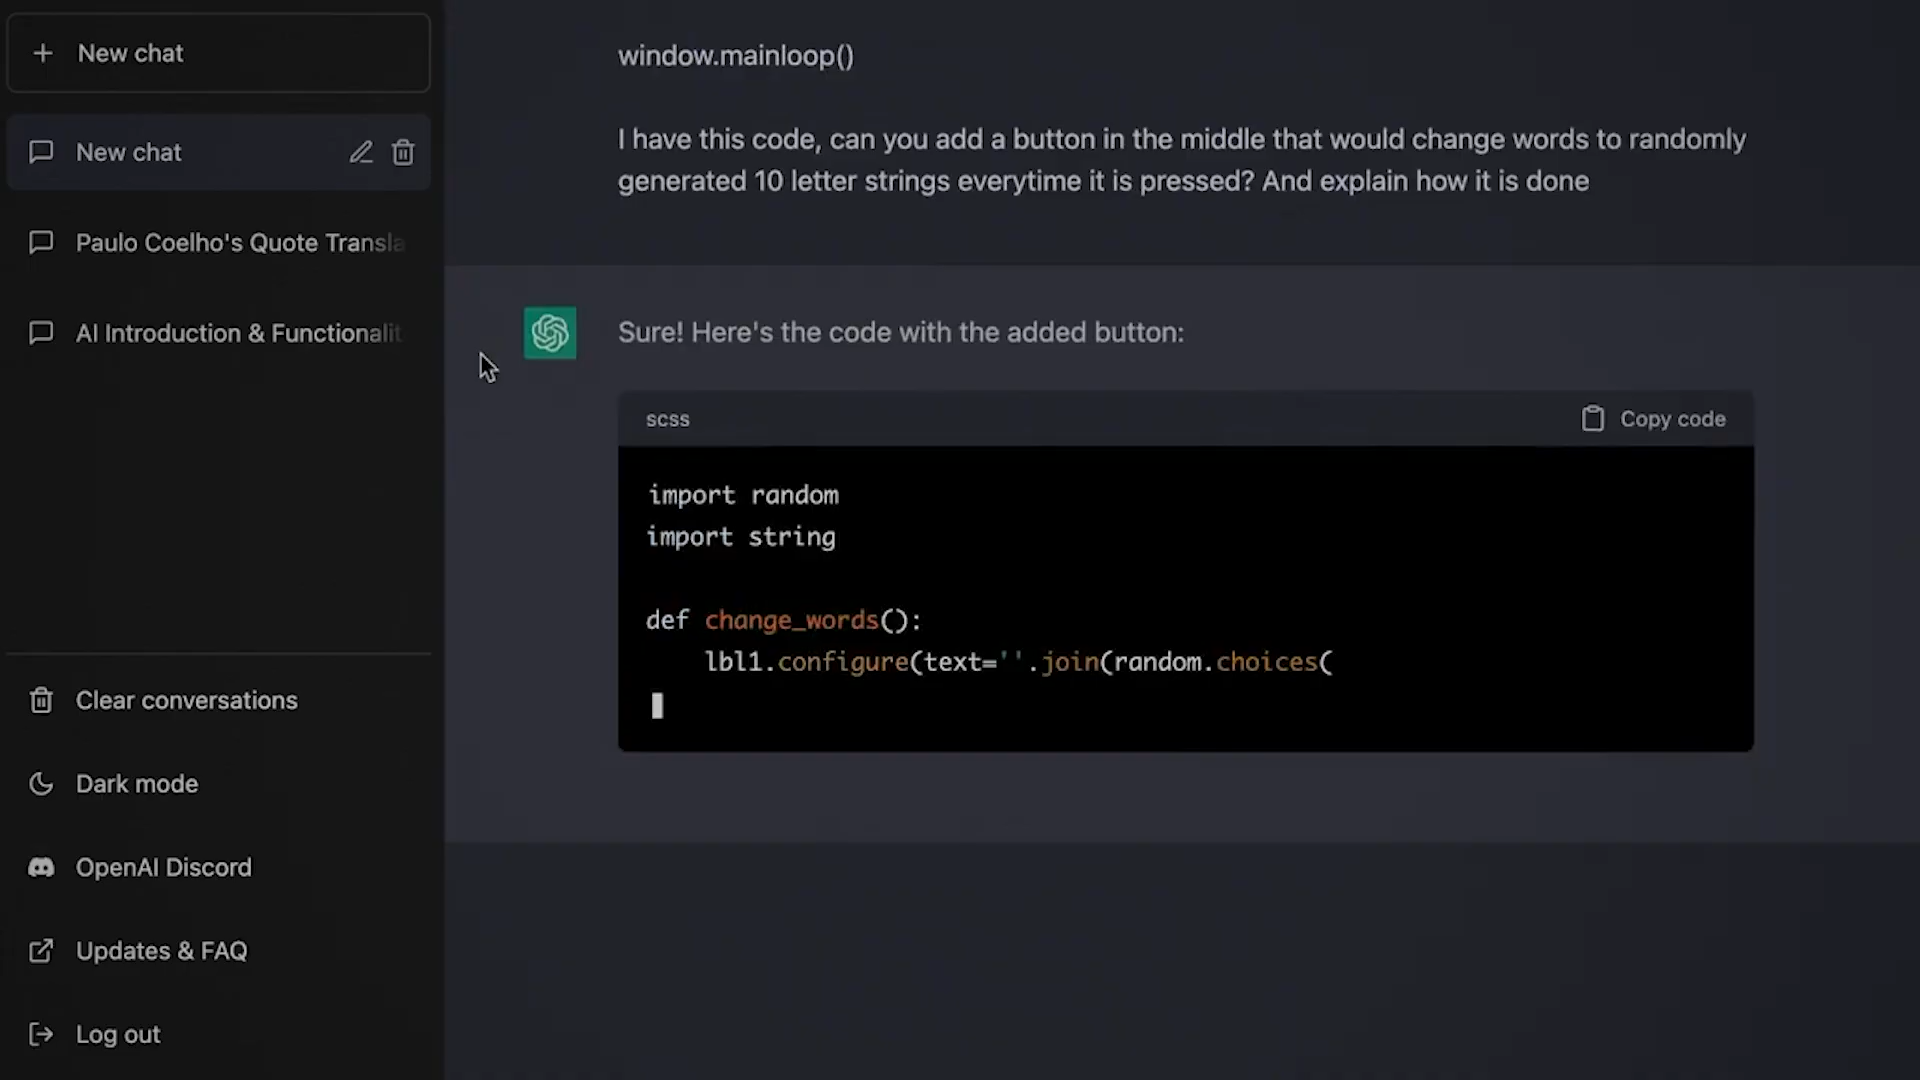 New chat
New chat
Paulo Coelho's Quote Transla
AI Introduction & Functionalit
Clear conversations
Dark mode
OpenAI Discord
Updates & FAQ
Log out
window.mainloop()
I have this code, can you add a button in the middle that would change words to randomly
generated 10 letter strings everytime it is pressed? And explain how it is done
Sure! Here's the code with the added button:
scss
Copy code
import random
import string
def change_words():
lbl1.configure(text=''.join(random.choices(